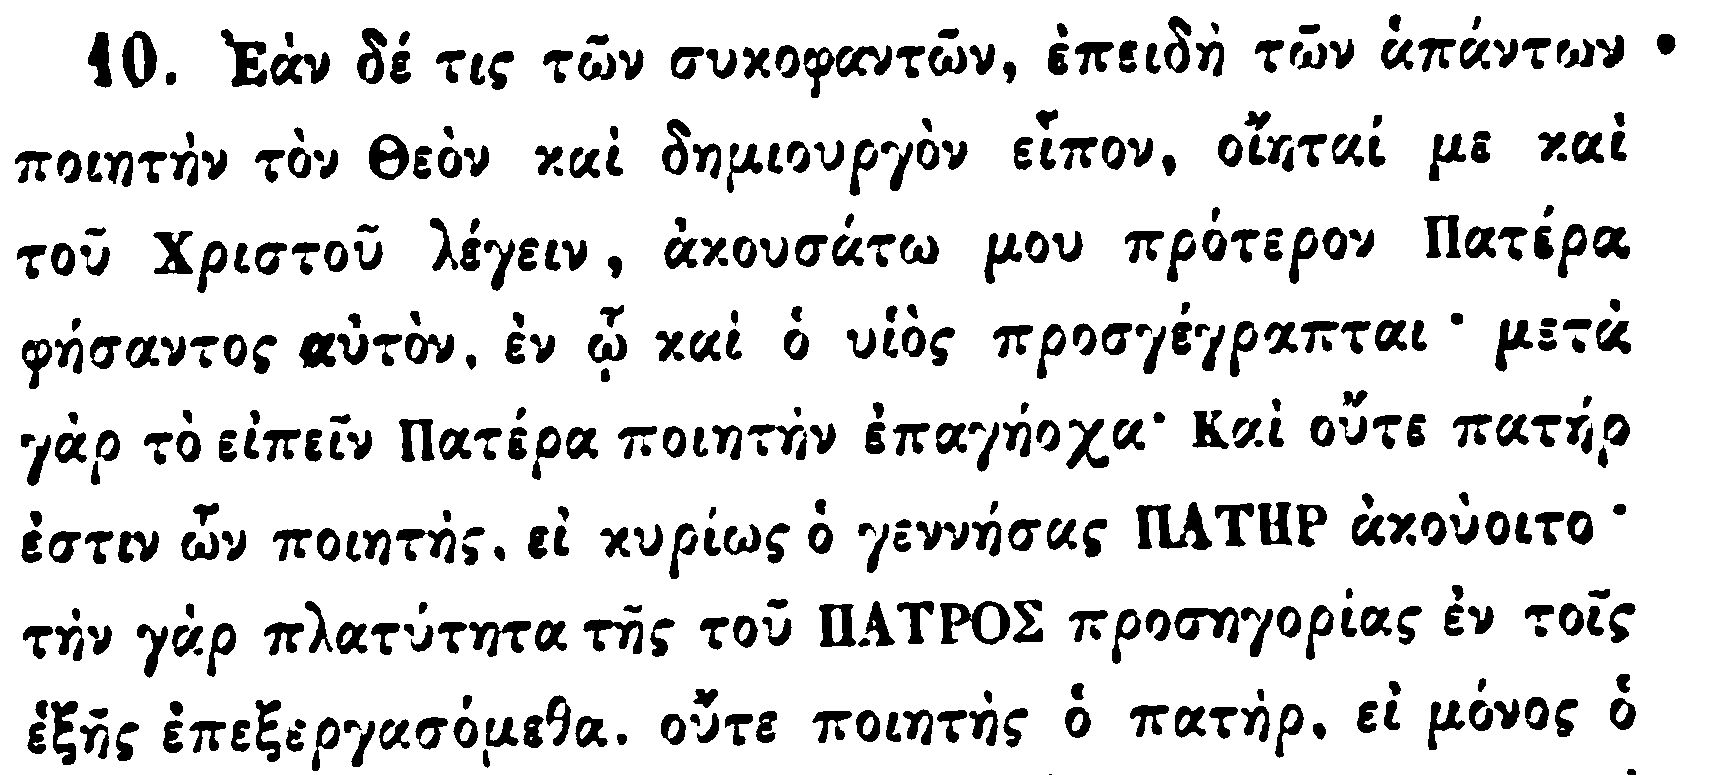 10. Ἐὰν δέ τις τῶν συκοφαντῶν, ἐπειδὴ τῶν ἁπάντων •
ποιητὴν τὸν Θεὸν καὶ δημιουργὸν εἶπον, οἴηταί με καὶ
τοῦ Χριστοῦ λέγειν, ἀκουσάτω μου πρότερον Πατέρα
φήσαντος αὐτὸν, ἐν ᾧ καὶ ὁ υἱὸς προσγέγραπται · μετὰ
γὰρ τὸ εἰπεῖν Πατέρα ποιητὴν ἐπαγήοχα· Καὶ οὔτε πατήρ
ἐστιν ὧν ποιητὴς, εἰ κυρίως ὁ γεννήσας ΠΑΤΗΡ ἀκούοιτο ·
τὴν γὰρ πλατύτητα τῆς τοῦ ΠΑΤΡΟΣ προσηγορίας ἐν τοῖς
ἑξῆς ἐπεξεργασόμεθα. οὔτε ποιητὴς ὁ πατὴρ, εἰ μόνος ὁ